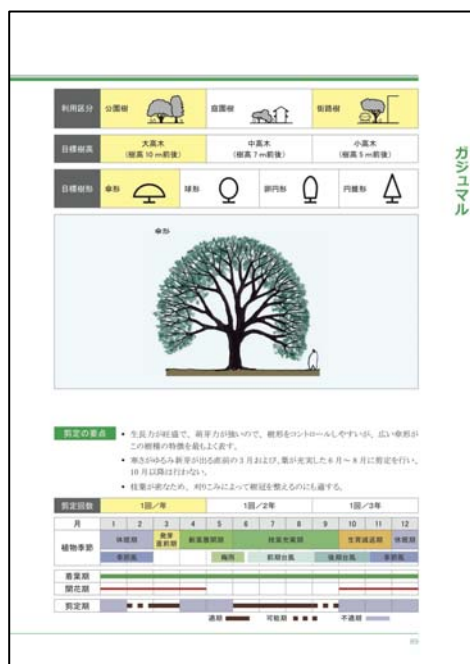 利用区分 公園樹 庭園樹 街路樹
目標樹高 大高木 (樹高10m前後) 中高木 (樹高7m前後) 小高木 (樹高5m前後)
目標樹形 傘形 球形 卵円形 円錐形
ガジュマル
傘形
剪定の要点
• 生長力が旺盛で、萌芽力が強いので、樹形をコントロールしやすいが、広い傘形が
この樹種の特徴を最もよく表す。
• 寒さがゆるみ新芽が出る直前の3月および、葉が充実した6月～8月に剪定を行い、
10月以降は行わない。
• 枝葉が密なため、刈りこみによって樹冠を整えるのにも適する。
剪定回数 1回/年 1回/2年 1回/3年
月 1 2 3 4 5 6 7 8 9 10 11 12
植物季節 休眠期 発芽直前期 新葉展開期 枝葉充実期 生育減退期 休眠期
季節風 梅雨 前期台風 後期台風 季節風
着葉期
開花期
剪定期
適期 可能期 不適期